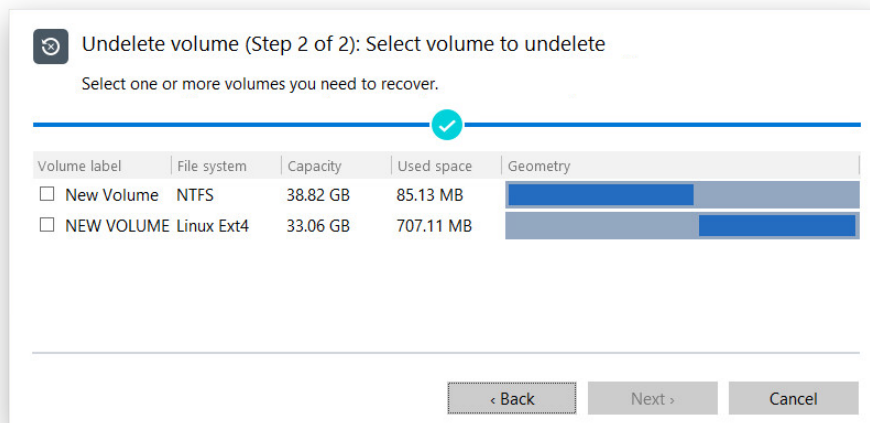 Undelete volume (Step 2 of 2): Select volume to undelete
Select one or more volumes you need to recover.
Volume label File system Capacity Used space Geometry
New Volume NTFS 38.82 GB 85.13 MB
NEW VOLUME Linux Ext4 33.06 GB 707.11 MB
‹ Back Next › Cancel